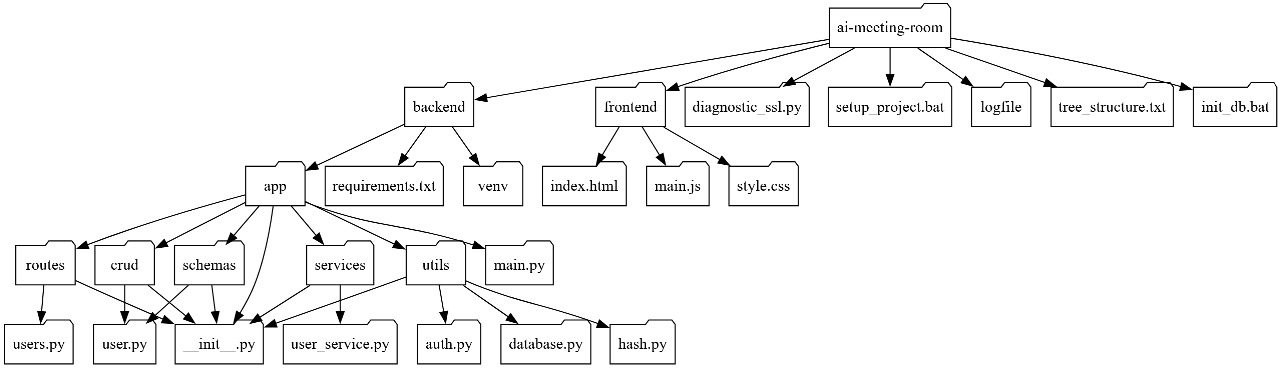 ai-meeting-room
backend
frontend
diagnostic_ssl.py
setup_project.bat
logfile
tree_structure.txt
init_db.bat
app
requirements.txt
venv
index.html
main.js
style.css
routes
crud
schemas
services
utils
main.py
users.py
user.py
__init__.py
user_service.py
auth.py
database.py
hash.py